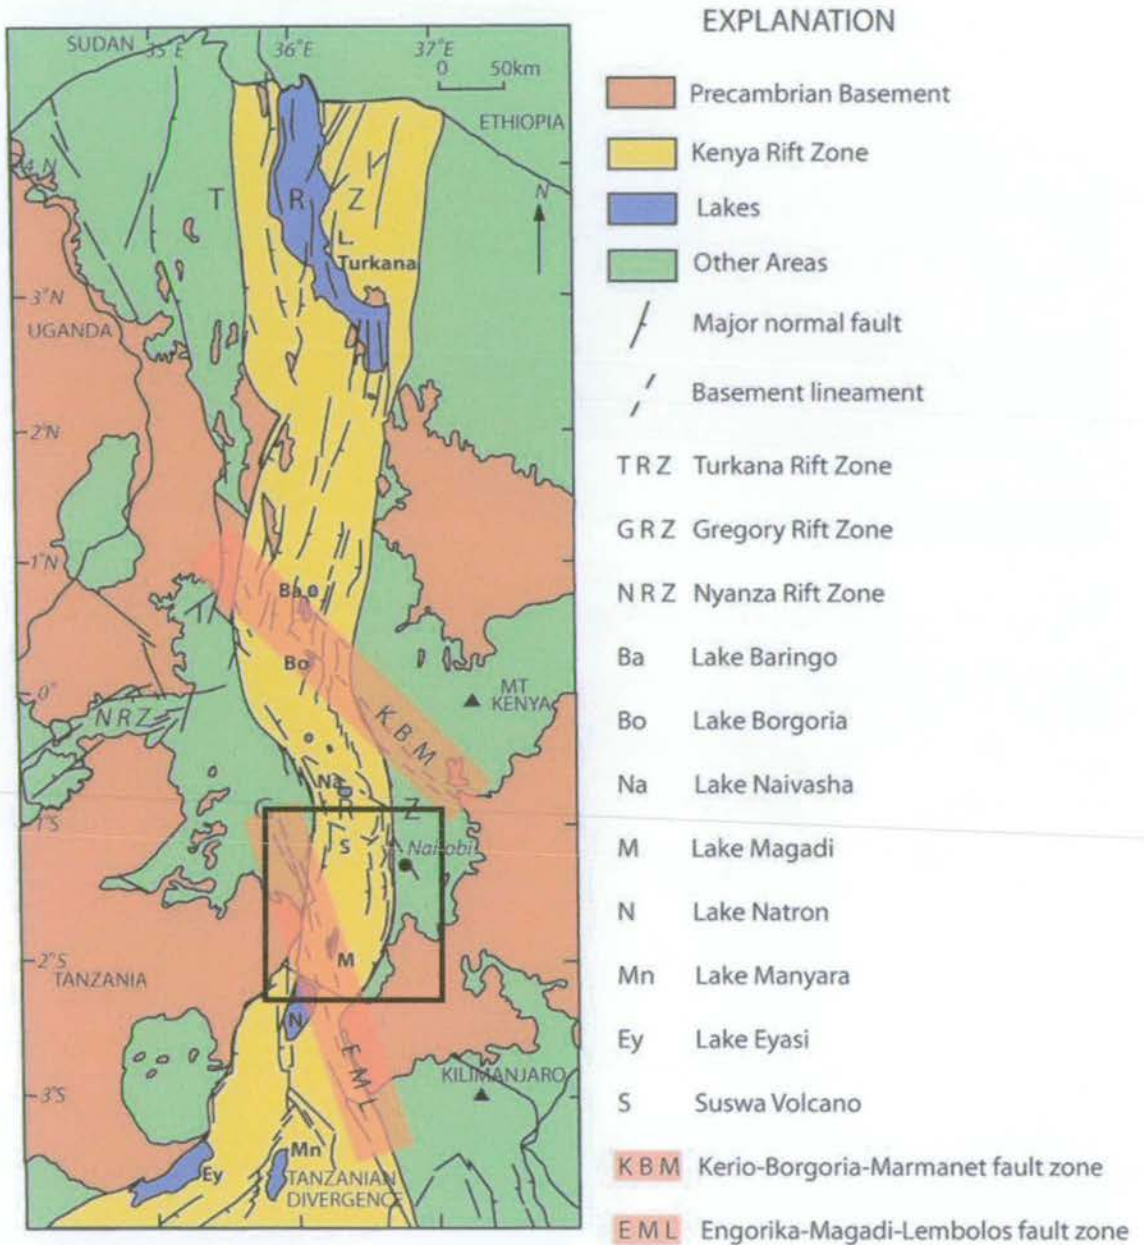 EXPLANATION
SUDAN
35°E
36°E
37°E
0 50km
ETHIOPIA
4°N
N
T R Z
L.
Turkana
3°N
UGANDA
2°N
1°N
Ba
Bo
MT
KENYA
0°
NRZ
K B M
Na
G R Z
1°S
S
Nairobi
2°S
M
TANZANIA
N
E M L
KILIMANJARO
3°S
Mn
Ey
TANZANIAN
DIVERGENCE
Precambrian Basement
Kenya Rift Zone
Lakes
Other Areas
Major normal fault
Basement lineament
T R Z Turkana Rift Zone
G R Z Gregory Rift Zone
N R Z Nyanza Rift Zone
Ba Lake Baringo
Bo Lake Borgoria
Na Lake Naivasha
M Lake Magadi
N Lake Natron
Mn Lake Manyara
Ey Lake Eyasi
S Suswa Volcano
K B M Kerio-Borgoria-Marmanet fault zone
E M L Engorika-Magadi-Lembolos fault zone